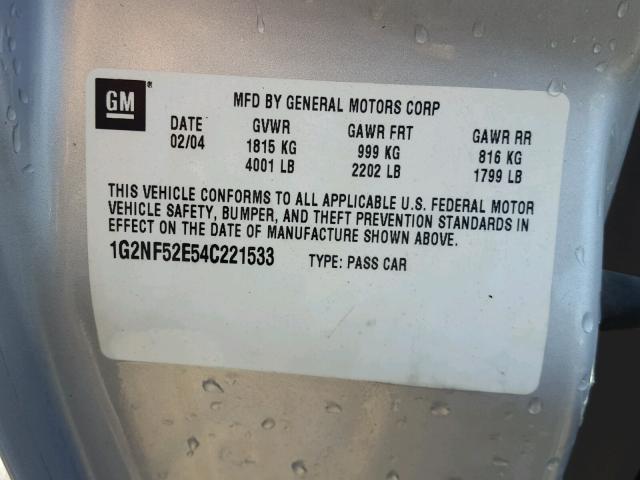 GM ® MFD BY GENERAL MOTORS CORP
DATE GVWR GAWR FRT GAWR RR
02/04 1815 KG 999 KG 816 KG
4001 LB 2202 LB 1799 LB
THIS VEHICLE CONFORMS TO ALL APPLICABLE U.S. FEDERAL MOTOR
VEHICLE SAFETY, BUMPER, AND THEFT PREVENTION STANDARDS IN
EFFECT ON THE DATE OF MANUFACTURE SHOWN ABOVE.
1G2NF52E54C221533 TYPE: PASS CAR